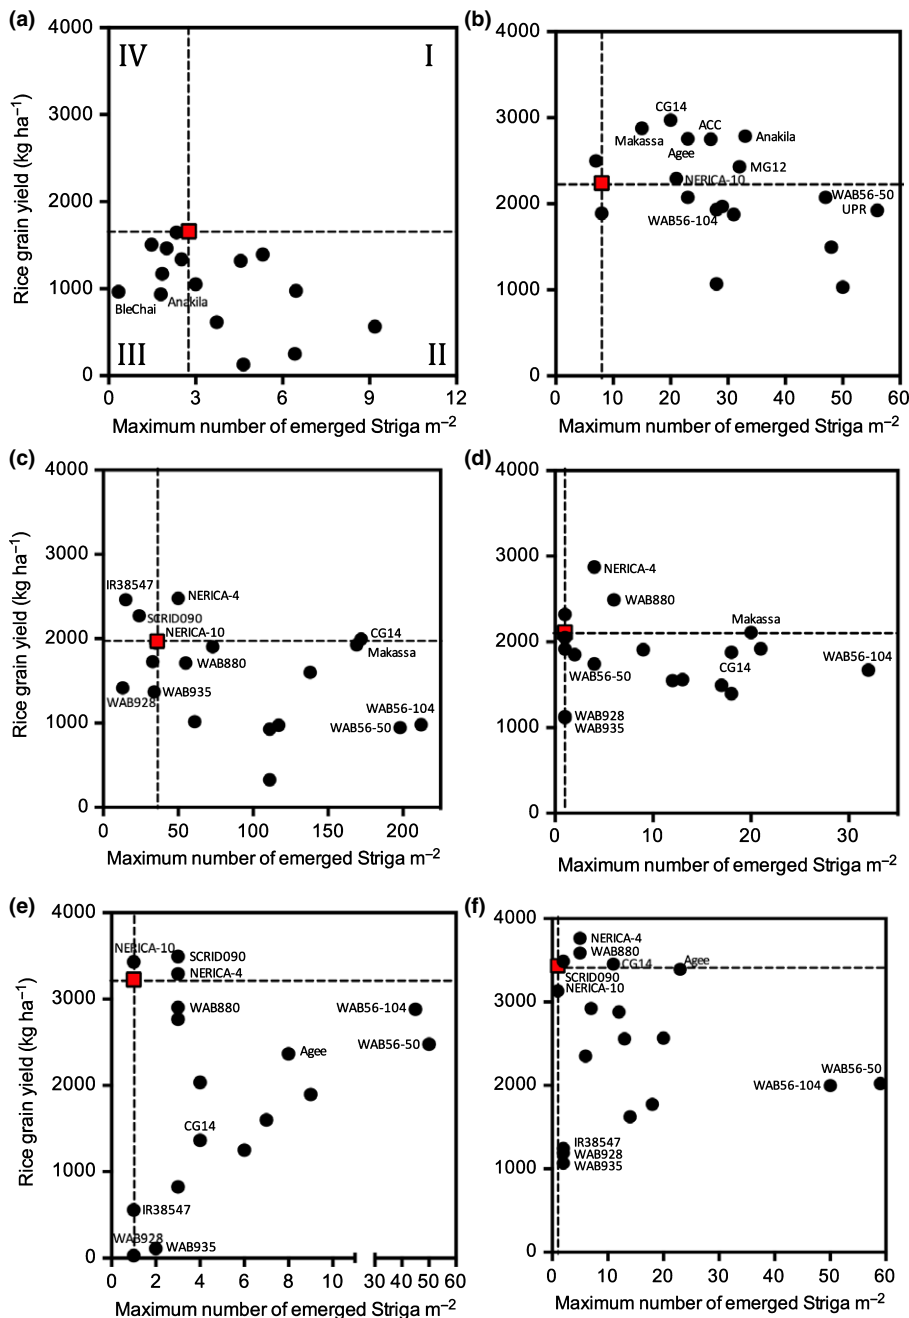 (a)
4000
3000
2000
1000
0
Rice grain yield (kg ha⁻¹)
IV
I
III
II
BleChai
Anakila
0
3
6
9
12
Maximum number of emerged Striga m⁻²
(b)
4000
3000
2000
1000
0
CG14
Makassa
ACC
Anakila
Agee
MG12
NERICA-10
WAB56-50
UPR
WAB56-104
0
10
20
30
40
50
60
Maximum number of emerged Striga m⁻²
(c)
4000
3000
2000
1000
0
Rice grain yield (kg ha⁻¹)
IR38547
NERICA-4
SCRID090
NERICA-10
CG14
Makassa
WAB880
WAB928
WAB935
WAB56-104
WAB56-50
0
50
100
150
200
Maximum number of emerged Striga m⁻²
(d)
4000
3000
2000
1000
0
NERICA-4
WAB880
Makassa
WAB56-104
CG14
WAB56-50
WAB928
WAB935
0
10
20
30
Maximum number of emerged Striga m⁻²
(e)
4000
3000
2000
1000
0
Rice grain yield (kg ha⁻¹)
NERICA-10
SCRID090
NERICA-4
WAB880
WAB56-104
WAB56-50
Agee
CG14
IR38547
WAB928
WAB935
0
2
4
6
8
10
30
40
50
60
Maximum number of emerged Striga m⁻²
(f)
4000
3000
2000
1000
0
NERICA-4
WAB880
CG14
Agee
SCRID090
NERICA-10
WAB56-50
WAB56-104
IR38547
WAB928
WAB935
0
10
20
30
40
50
60
Maximum number of emerged Striga m⁻²